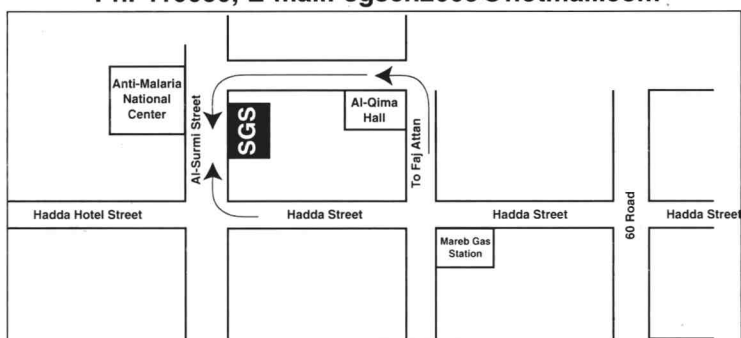 Anti-Malaria
National
Center
Al-Surmi Street
SGS
Al-Qima
Hall
To Faj Attan
Hadda Hotel Street
Hadda Street
Hadda Street
60 Road
Hadda Street
Mareb Gas
Station